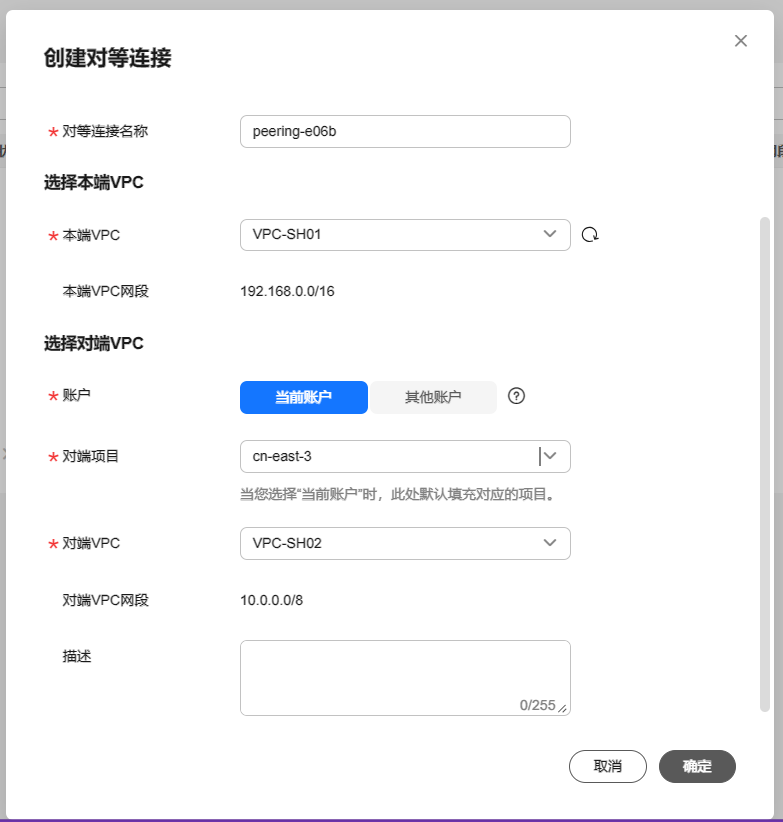 创建对等连接
* 对等连接名称 peering-e06b
选择本端VPC
* 本端VPC VPC-SH01
本端VPC网段 192.168.0.0/16
选择对端VPC
* 账户 当前账户 其他账户
* 对端项目 cn-east-3
当您选择“当前账户”时，此处默认填充对应的项目。
* 对端VPC VPC-SH02
对端VPC网段 10.0.0.0/8
描述
0/255
取消 确定